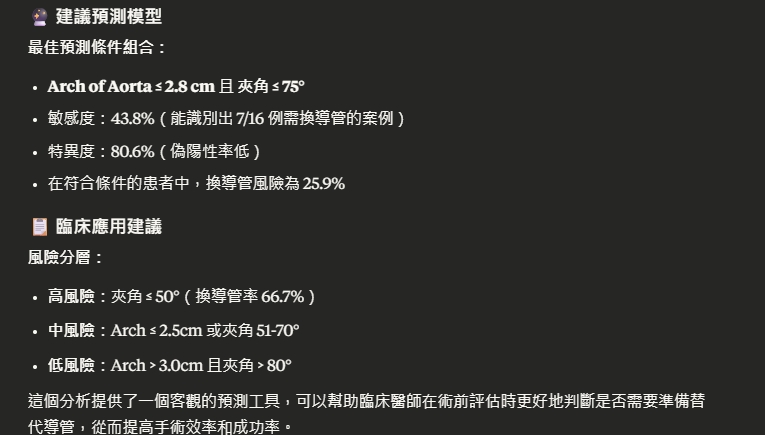 🔮 建議預測模型
最佳預測條件組合：
• Arch of Aorta ≤ 2.8 cm 且 夾角 ≤ 75°
• 敏感度：43.8%（能識別出 7/16 例需換導管的案例）
• 特異度：80.6%（偽陽性率低）
• 在符合條件的患者中，換導管風險為 25.9%
📋 臨床應用建議
風險分層：
• 高風險：夾角 ≤ 50°（換導管率 66.7%）
• 中風險：Arch ≤ 2.5cm 或夾角 51-70°
• 低風險：Arch > 3.0cm 且夾角 > 80°
這個分析提供了一個客觀的預測工具，可以幫助臨床醫師在術前評估時更好地判斷是否需要準備替
代導管，從而提高手術效率和成功率。